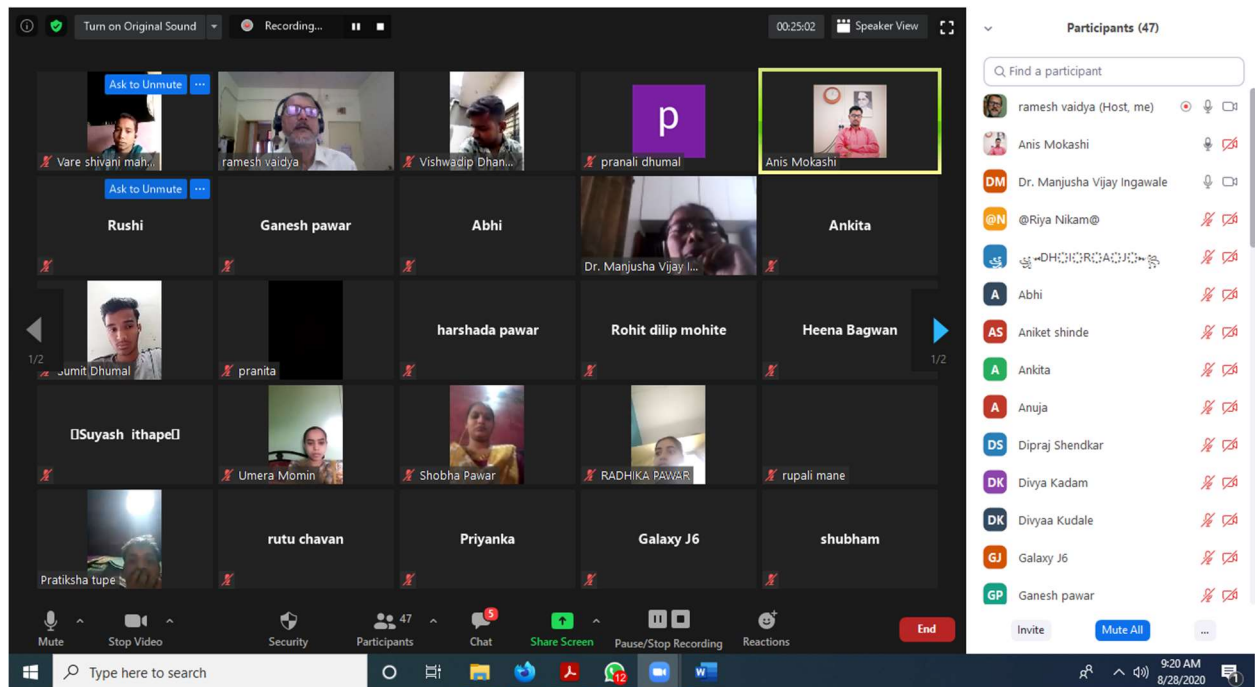 Turn on Original Sound
Recording...
00:25:02
Speaker View
Participants (47)
Find a participant
Ask to Unmute
Vare shivani mah...
ramesh vaidya
Vishwadip Dhan...
p
pranali dhumal
Anis Mokashi
Ask to Unmute
Rushi
Ganesh pawar
Abhi
Dr. Manjusha Vijay I...
Ankita
1/2
Sumit Dhumal
pranita
harshada pawar
Rohit dilip mohite
Heena Bagwan
1/2
Suyash ithape
Umera Momin
Shobha Pawar
RADHIKA PAWAR
rupali mane
Pratiksha tupe
rutu chavan
Priyanka
Galaxy J6
shubham
ramesh vaidya (Host, me)
Anis Mokashi
DM Dr. Manjusha Vijay Ingawale
@N @Riya Nikam@
A Abhi
AS Aniket shinde
A Ankita
A Anuja
DS Dipraj Shendkar
DK Divya Kadam
DK Divyaa Kudale
GJ Galaxy J6
GP Ganesh pawar
Invite
Mute All
...
Mute
Stop Video
Security
47
Participants
5
Chat
Share Screen
Pause/Stop Recording
Reactions
End
Type here to search
12
9:20 AM
8/28/2020
1